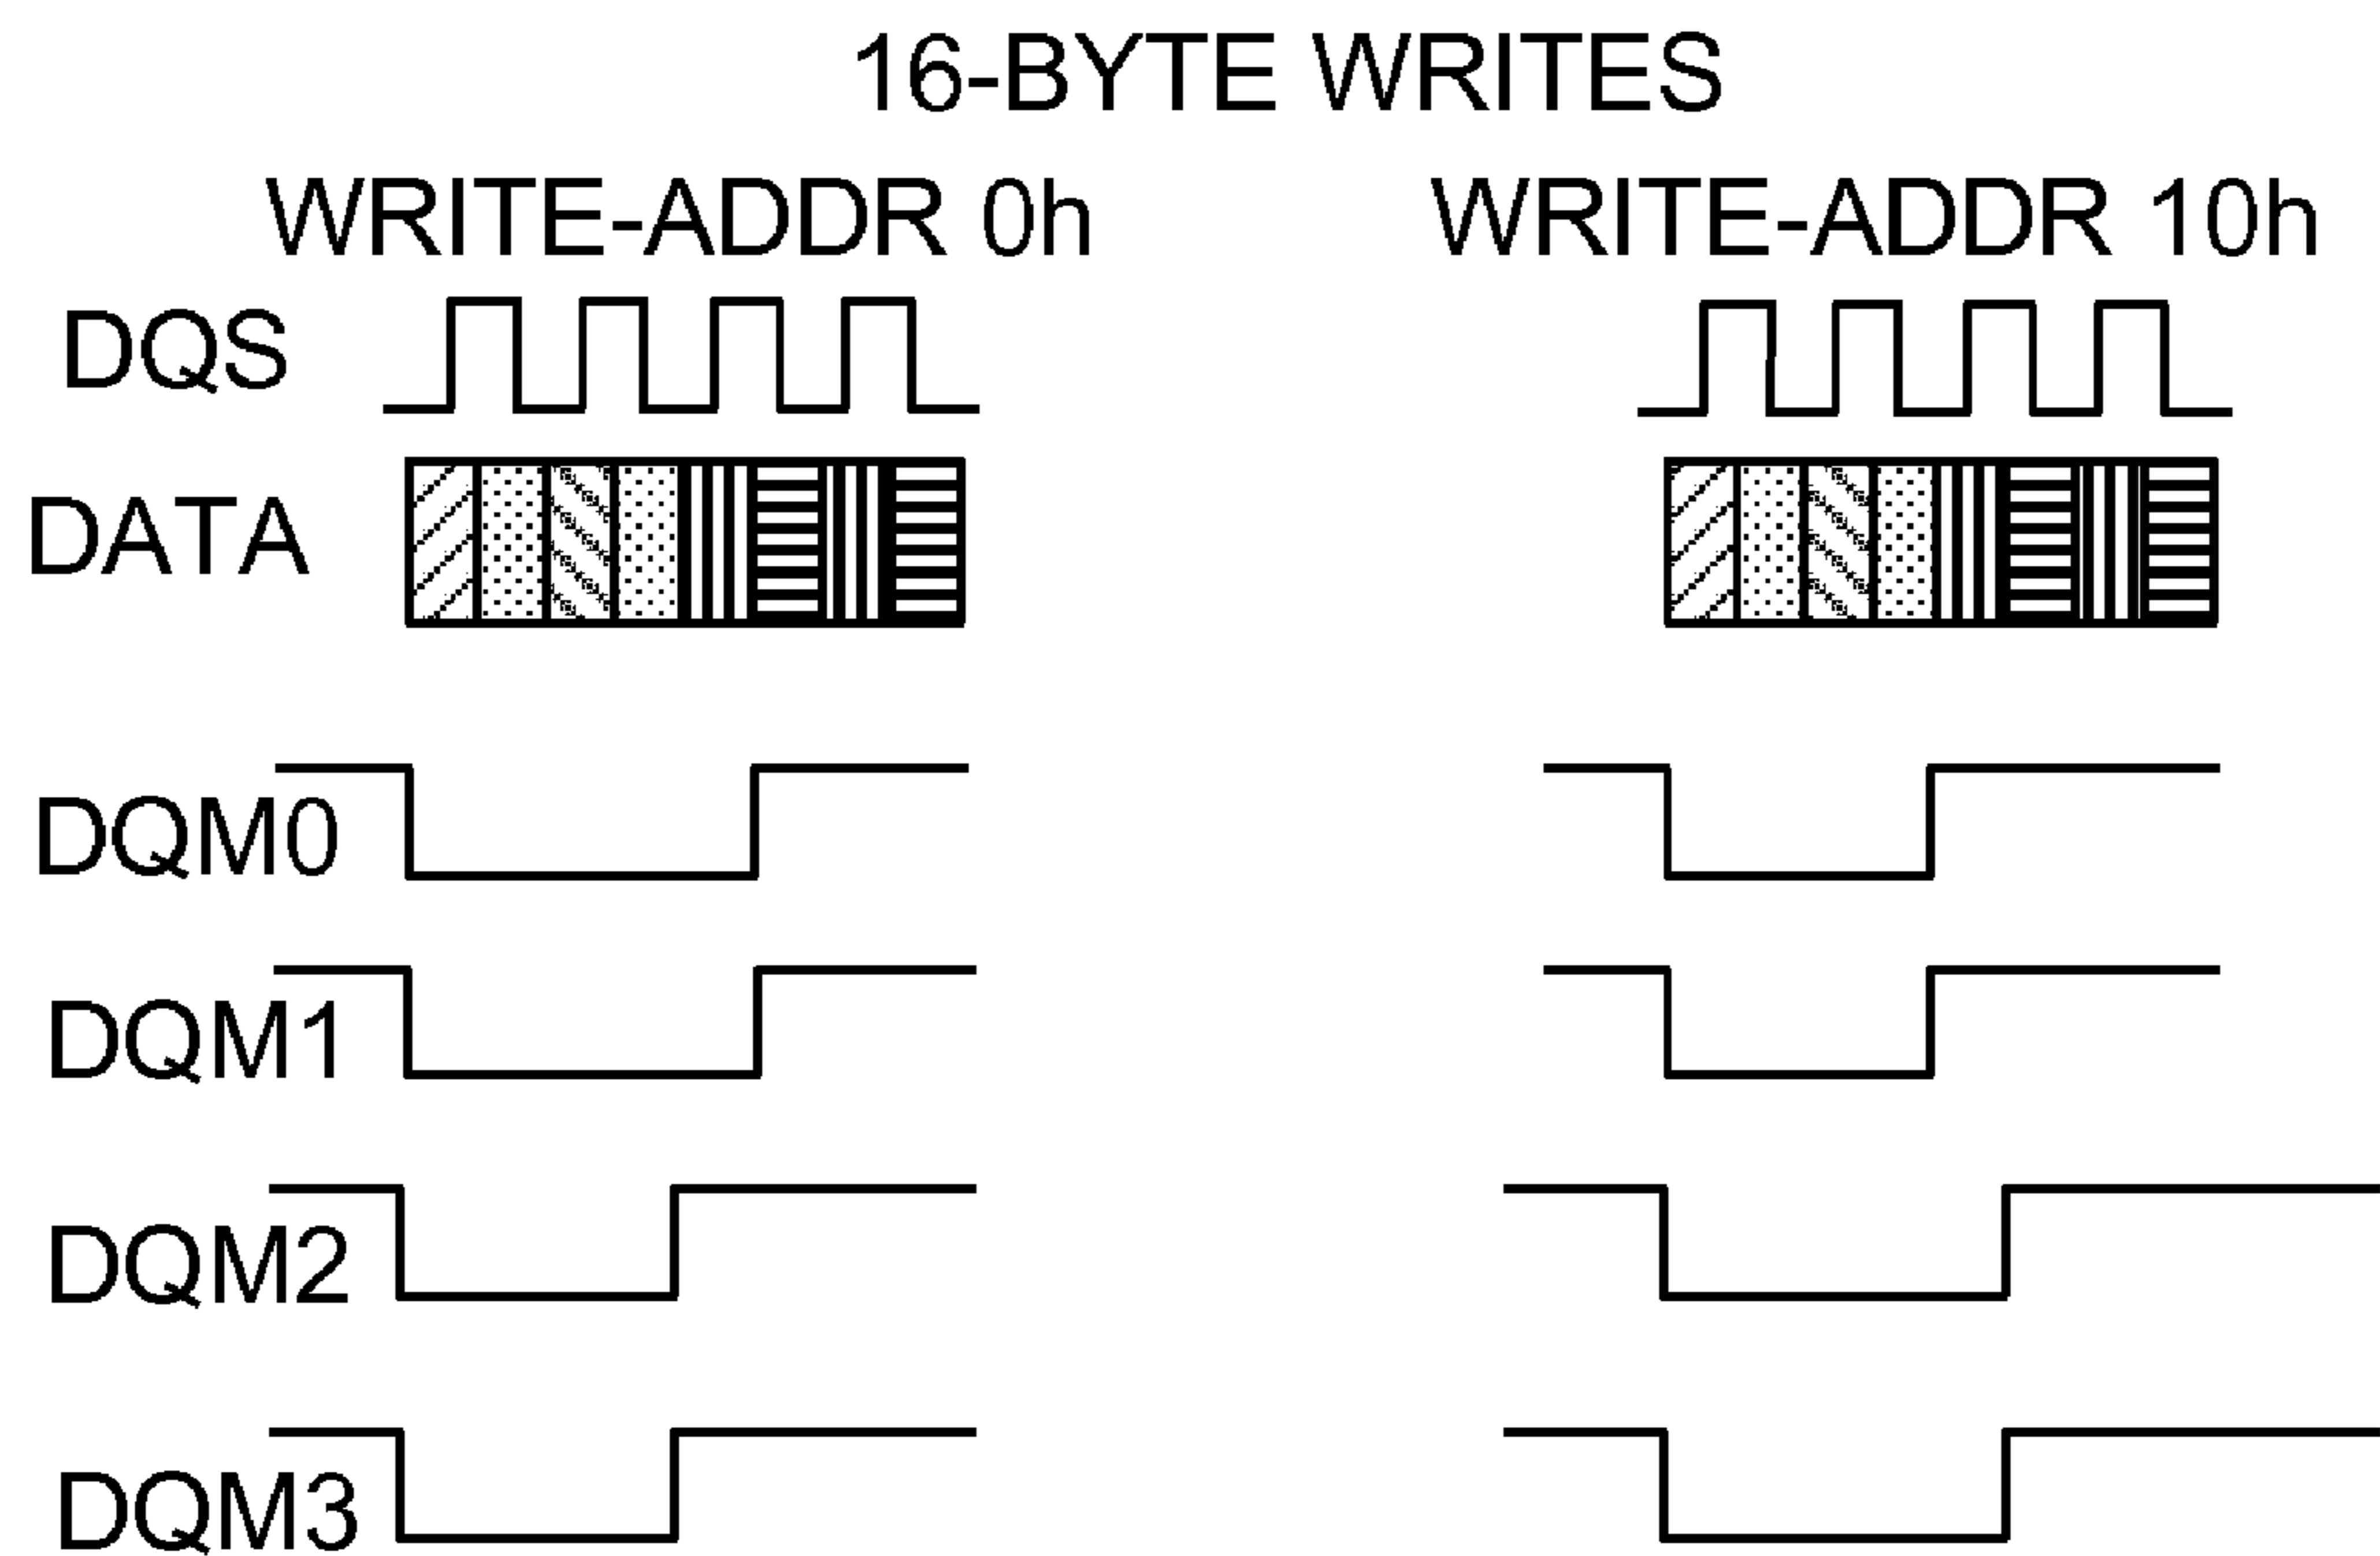 16-BYTE WRITES
WRITE-ADDR 0h
WRITE-ADDR 10h
DQS
DATA
DQM0
DQM1
DQM2
DQM3